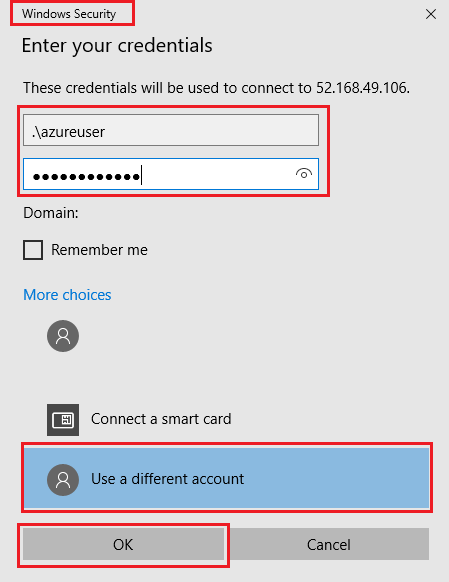 Windows Security
Enter your credentials
These credentials will be used to connect to 52.168.49.106.
.\azureuser
●●●●●●●●●●●●
Domain:
Remember me
More choices
Connect a smart card
Use a different account
OK
Cancel